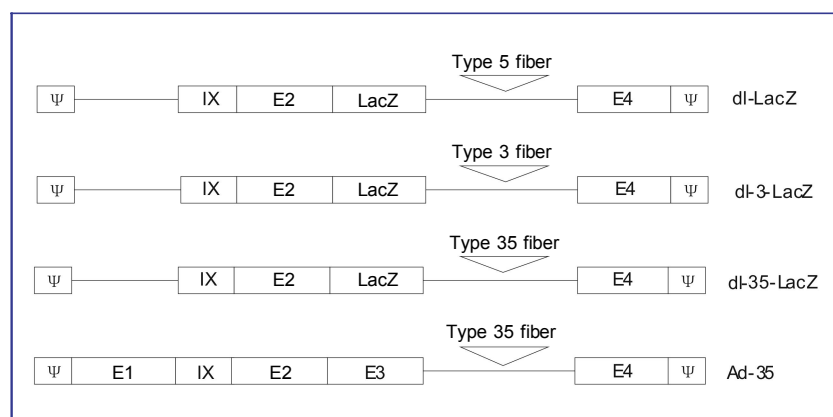 Type 5 fiber
Ψ IX E2 LacZ E4 Ψ dl-LacZ
Type 3 fiber
Ψ IX E2 LacZ E4 Ψ dl-3-LacZ
Type 35 fiber
Ψ IX E2 LacZ E4 Ψ dl-35-LacZ
Type 35 fiber
Ψ E1 IX E2 E3 E4 Ψ Ad-35